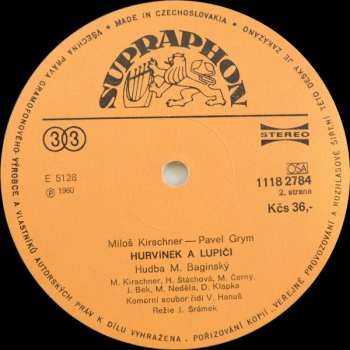 MADE IN CZECHOSLOVAKIA • VŠECHNA PRÁVA GRAMOFONOVÉHO VÝROBCE A VLASTNÍKŮ AUTORSKÝCH PRÁV K DÍLU VYHRAŽENA. • POŘIZOVÁNÍ KOPIÍ, VEŘEJNÉ PROVOZOVÁNÍ A ROZHLASOVÉ ŠÍŘENÍ TÉTO DESKY JE ZAKÁZÁNO
SUPRAPHON
33
STEREO
E 5128
Ⓟ 1980
OSA
1118 2784
2. strana
Kčs 36,-
Miloš Kirschner — Pavel Grym
HURVÍNEK A LUPIČI
Hudba M. Baginský
M. Kirschner, H. Štáchová, M. Černý,
J. Bek, M. Neděla, D. Klapka
Komorní soubor řídí V. Hanuš
Režie J. Šrámek